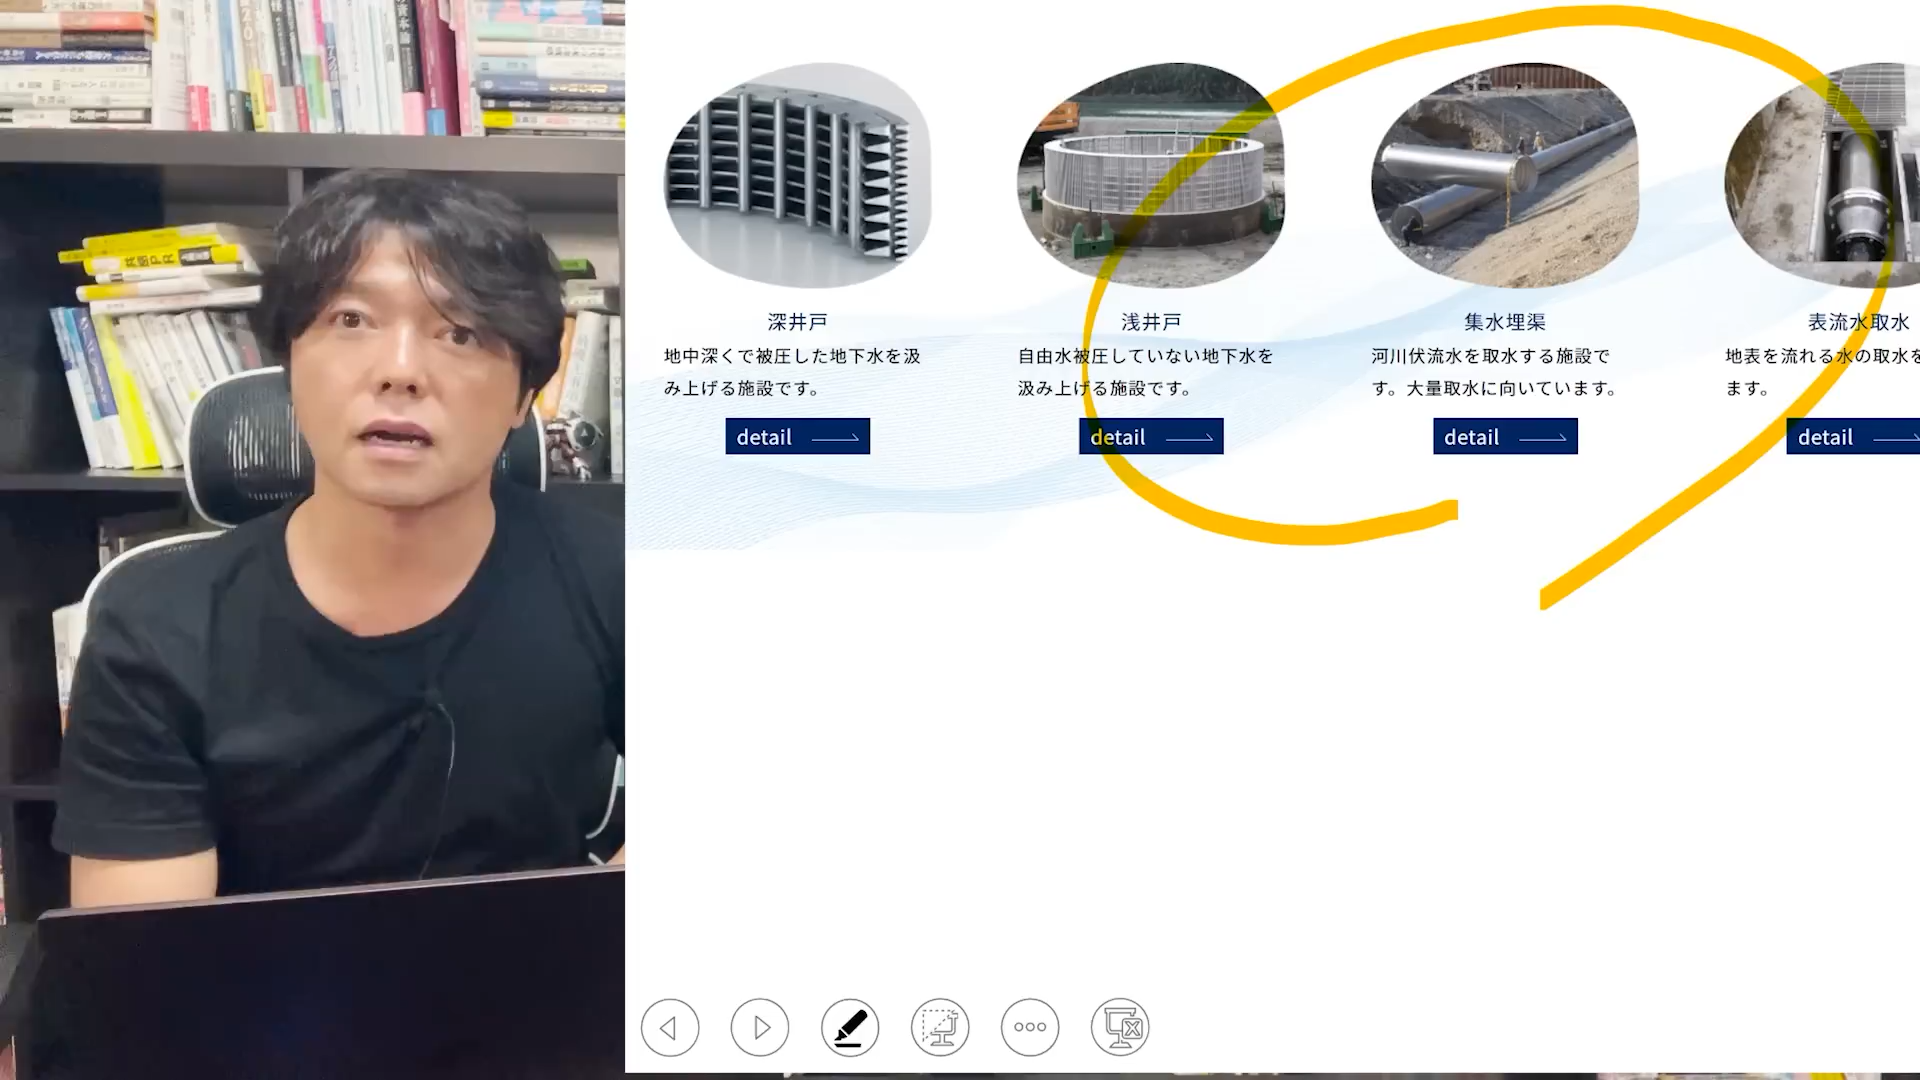 深井戸
地中深くで被圧した地下水を汲
み上げる施設です。
detail
浅井戸
自由水被圧していない地下水を
汲み上げる施設です。
detail
集水埋渠
河川伏流水を取水する施設で
す。大量取水に向いています。
detail
表流水取水
地表を流れる水の取水を
ます。
detail